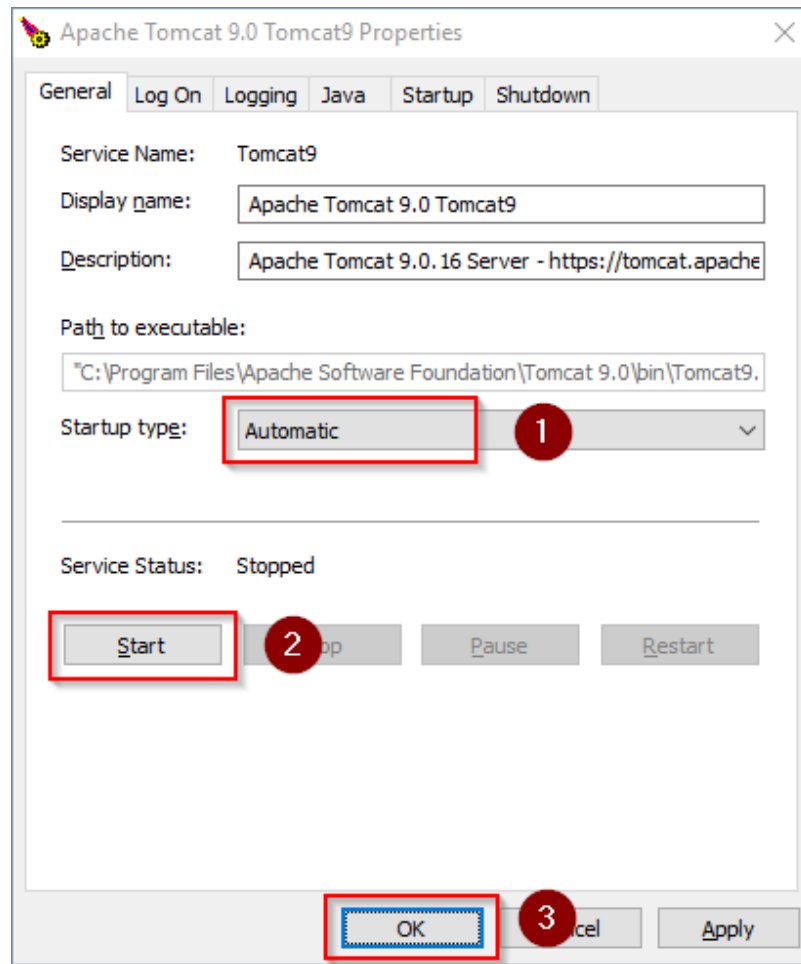 Apache Tomcat 9.0 Tomcat9 Properties
General Log On Logging Java Startup Shutdown
Service Name: Tomcat9
Display name: Apache Tomcat 9.0 Tomcat9
Description: Apache Tomcat 9.0.16 Server - https://tomcat.apache
Path to executable:
"C:\Program Files\Apache Software Foundation\Tomcat 9.0\bin\Tomcat9.
Startup type: Automatic 1
Service Status: Stopped
Start 2 op Pause Restart
OK 3 cel Apply